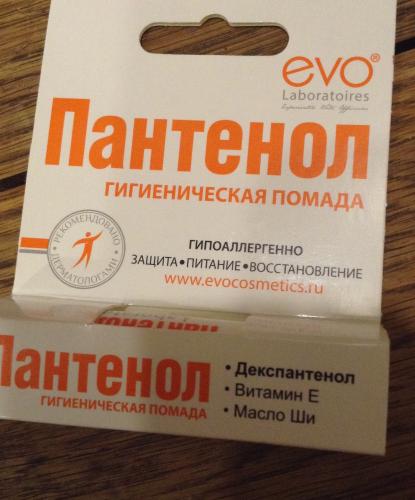 evo®
Laboratoires
Пантенол
ГИГИЕНИЧЕСКАЯ ПОМАДА
РЕКОМЕНДОВАНО
ДЕРМАТОЛОГАМИ
ГИПОАЛЛЕРГЕННО
ЗАЩИТА•ПИТАНИЕ•ВОССТАНОВЛЕНИЕ
www.evocosmetics.ru
Пантенол
Пантенол
ГИГИЕНИЧЕСКАЯ ПОМАДА
• Декспантенол
• Витамин Е
• Масло Ши